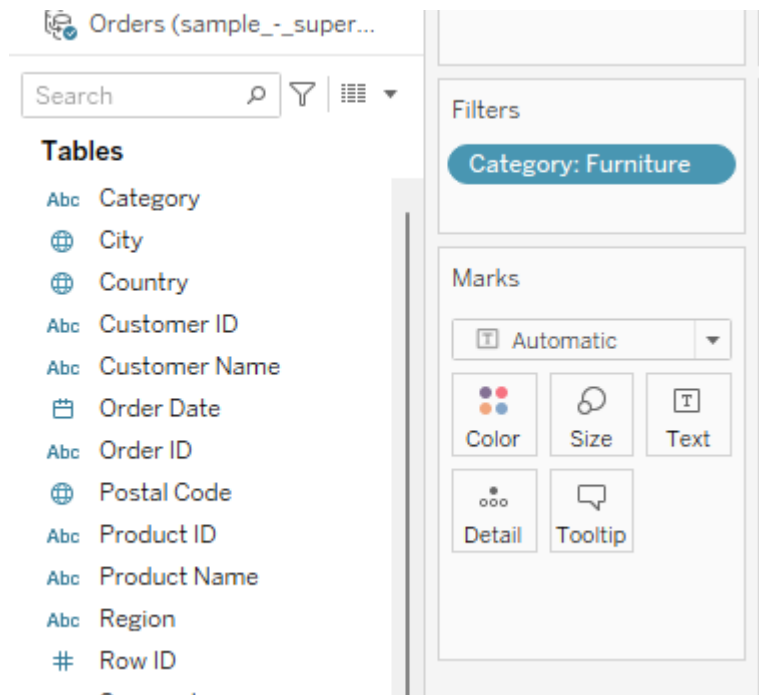 Orders (sample_-_super...
Search
Tables
Abc Category
City
Country
Abc Customer ID
Abc Customer Name
Order Date
Abc Order ID
Postal Code
Abc Product ID
Abc Product Name
Abc Region
# Row ID
Filters
Category: Furniture
Marks
T Automatic
Color
Size
T Text
Detail
Tooltip